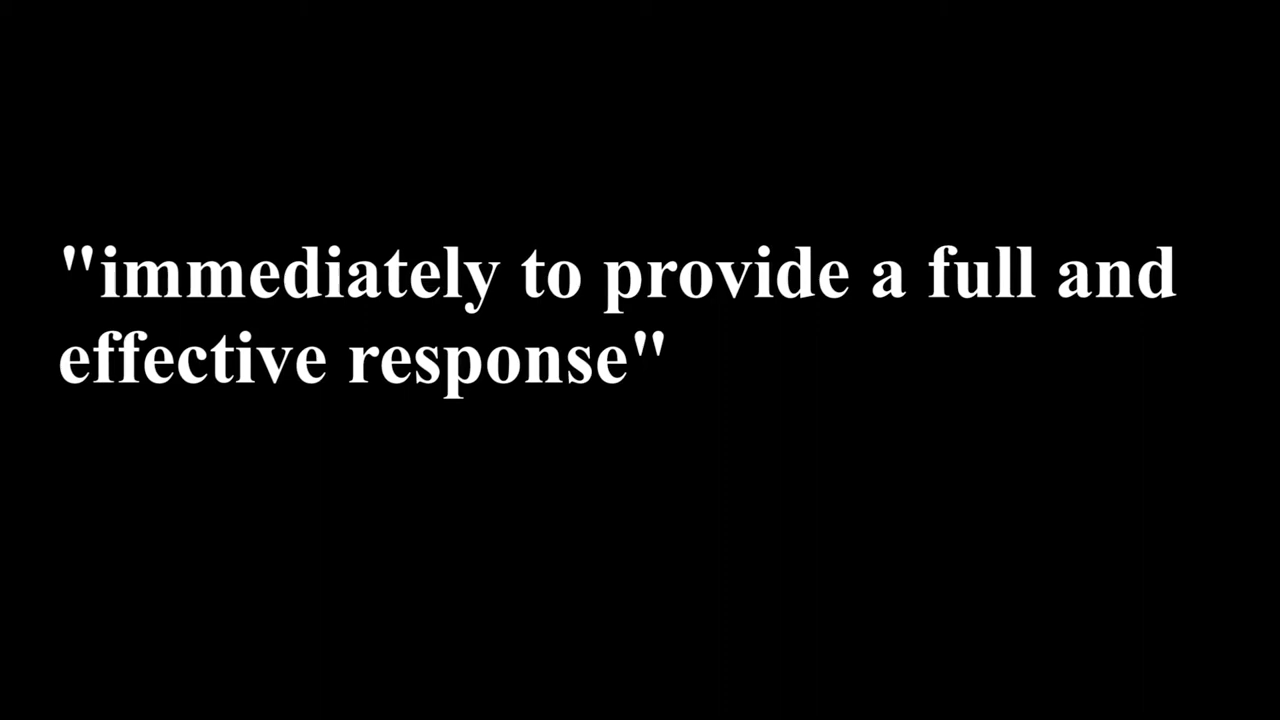 "immediately to provide a full and
effective response"